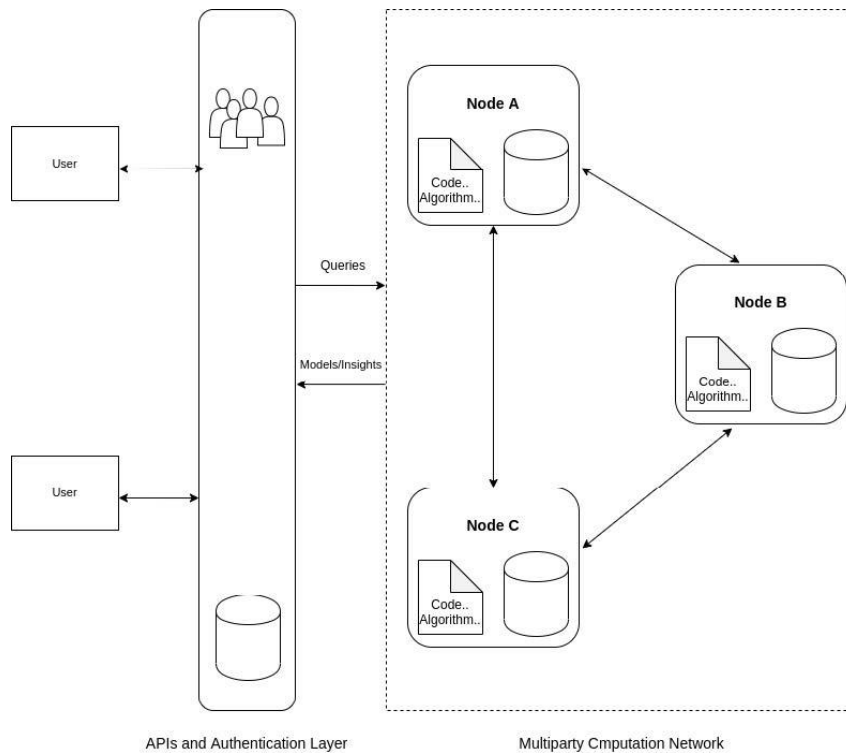 Node A
User
Code..
Algorithm..
Queries
Node B
Models/Insights
Code..
Algorithm..
User
Node C
Code..
Algorithm..
APIs and Authentication Layer
Multiparty Cmputation Network